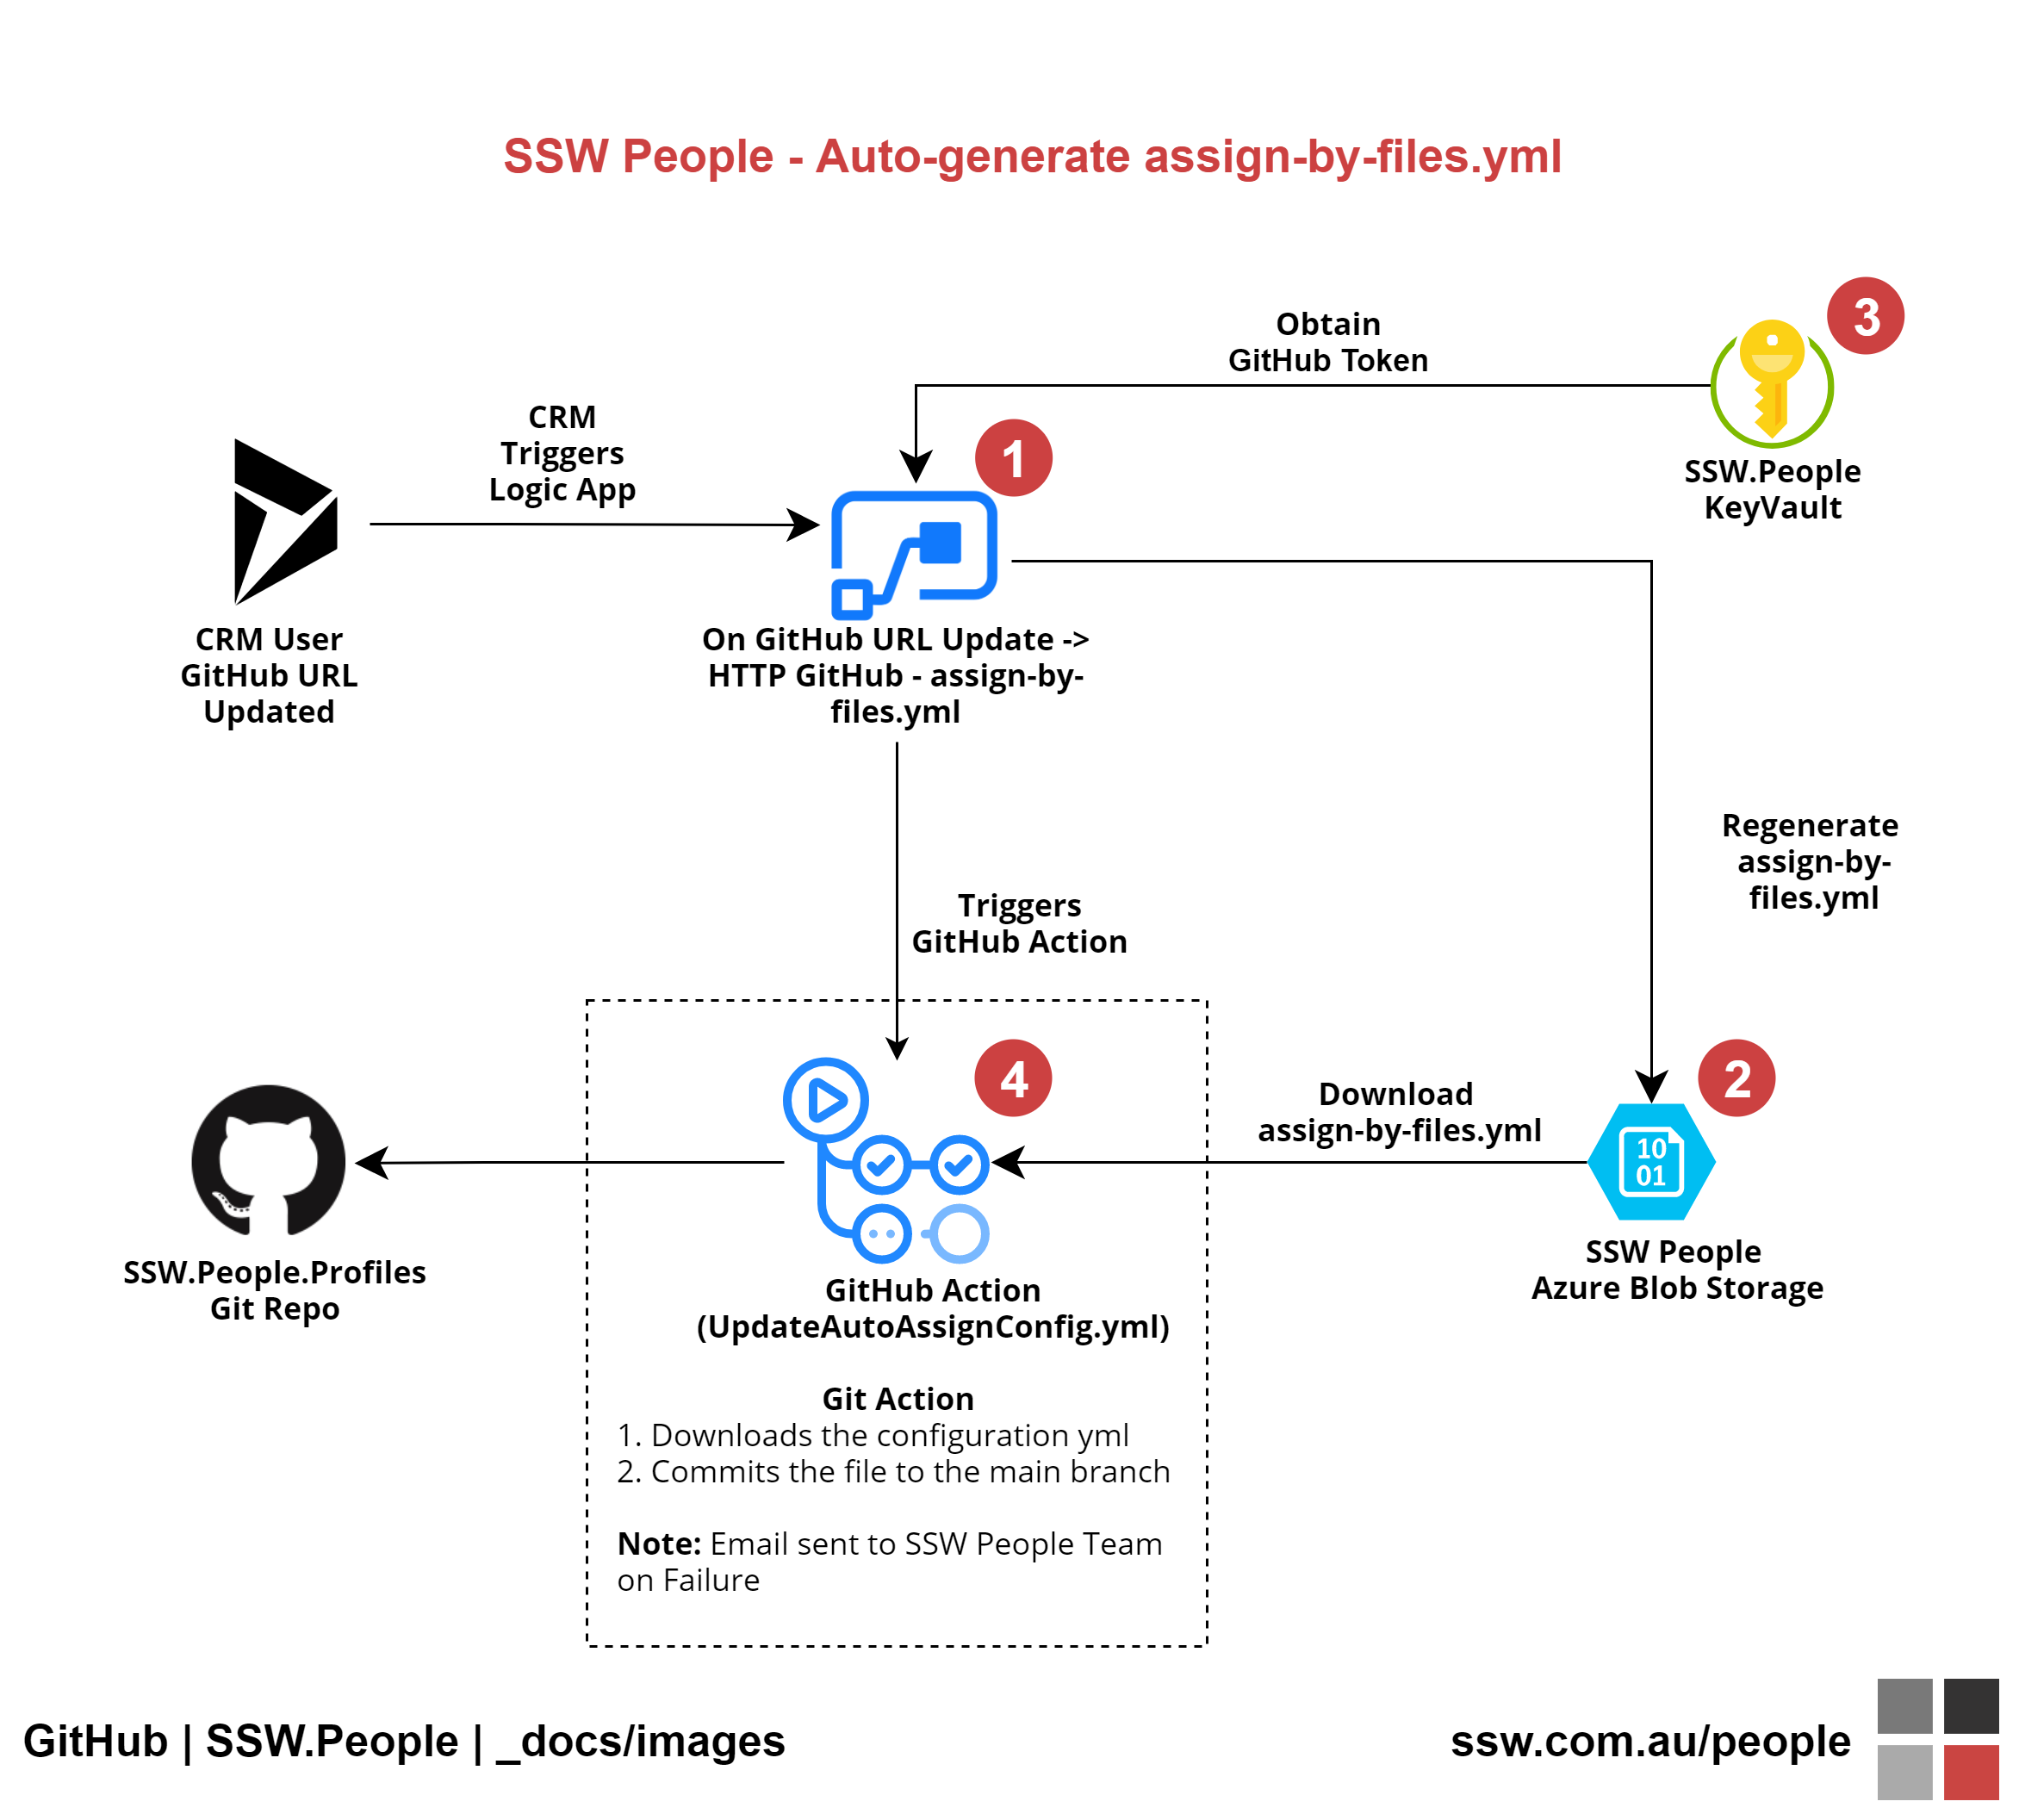 SSW People - Auto-generate assign-by-files.yml
3
Obtain
GitHub Token
CRM
Triggers
Logic App
1
SSW.People
KeyVault
CRM User
GitHub URL
Updated
On GitHub URL Update ->
HTTP GitHub - assign-by-
files.yml
Regenerate
assign-by-
files.yml
Triggers
GitHub Action
4
2
Download
assign-by-files.yml
10
01
SSW People
Azure Blob Storage
SSW.People.Profiles
Git Repo
GitHub Action
(UpdateAutoAssignConfig.yml)
Git Action
1. Downloads the configuration yml
2. Commits the file to the main branch
Note: Email sent to SSW People Team
on Failure
GitHub | SSW.People | _docs/images
ssw.com.au/people